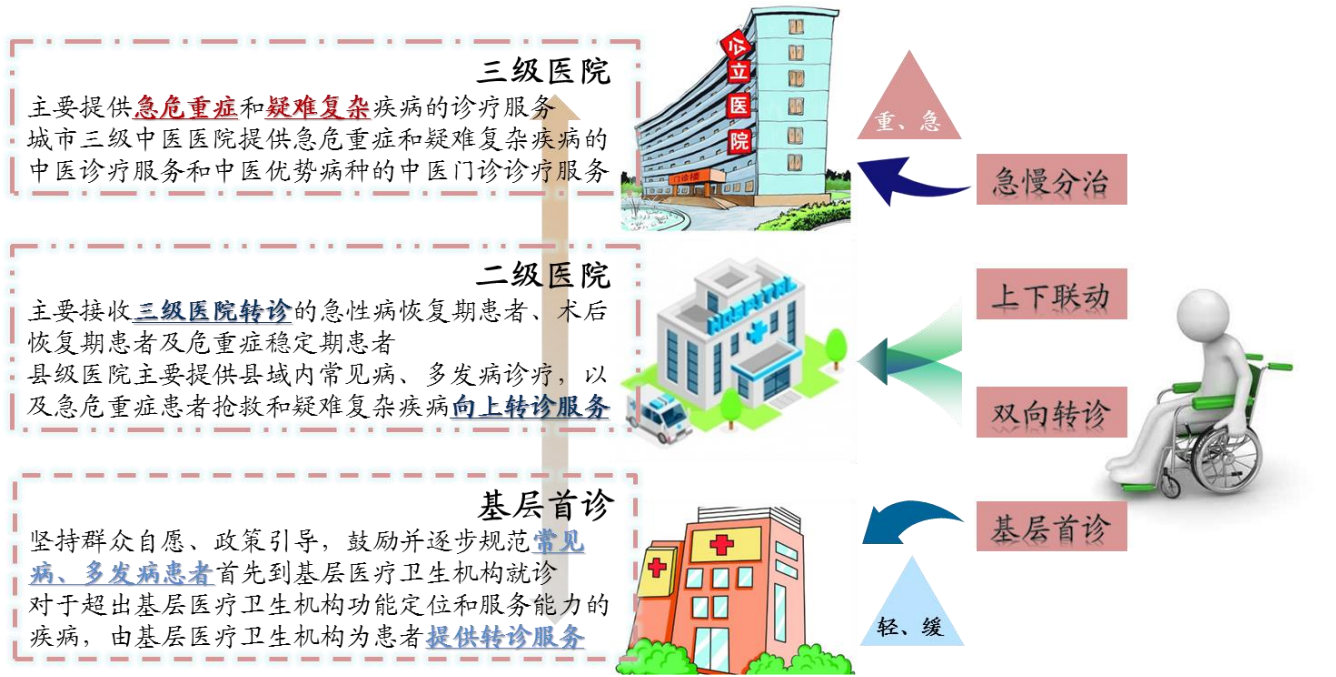 三级医院
主要提供急危重症和疑难复杂疾病的诊疗服务
城市三级中医医院提供急危重症和疑难复杂疾病的
中医诊疗服务和中医优势病种的中医门诊诊疗服务
公立医院
门诊楼
重、急
急慢分治
二级医院
主要接收三级医院转诊的急性病恢复期患者、术后
恢复期患者及危重症稳定期患者
县级医院主要提供县域内常见病、多发病诊疗，以
及急危重症患者抢救和疑难复杂疾病向上转诊服务
HOSPITAL
上下联动
双向转诊
基层首诊
坚持群众自愿、政策引导，鼓励并逐步规范常见
病、多发病患者首先到基层医疗卫生机构就诊
对于超出基层医疗卫生机构功能定位和服务能力的
疾病，由基层医疗卫生机构为患者提供转诊服务
基层首诊
轻、缓